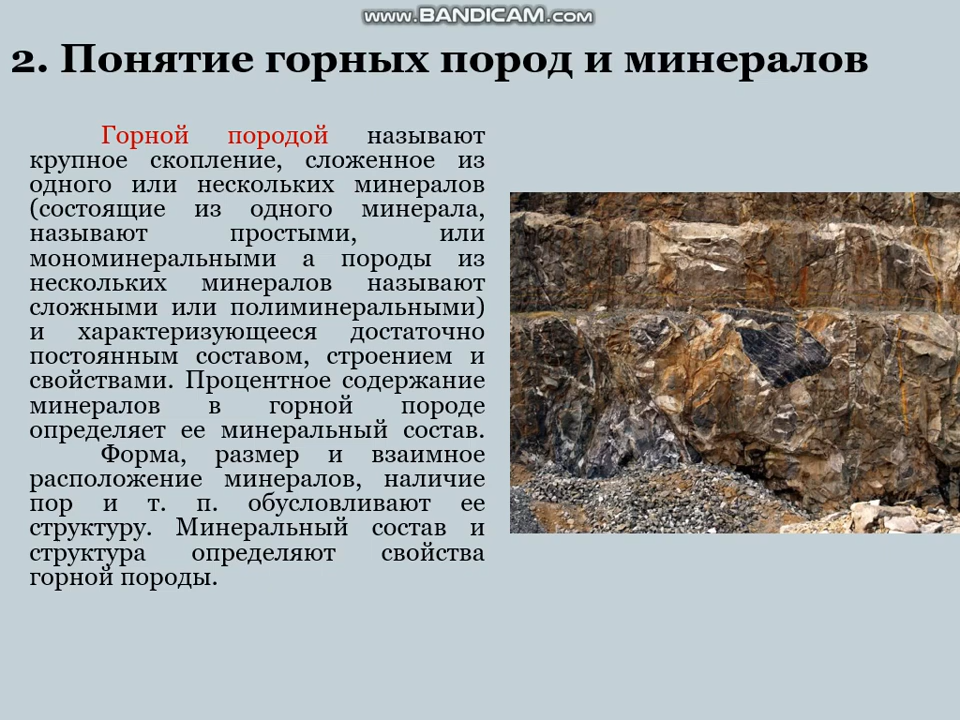 www.BANDICAM.com
2. Понятие горных пород и минералов
Горной породой называют
крупное скопление, сложенное из
одного или нескольких минералов
(состоящие из одного минерала,
называют простыми, или
мономинеральными а породы из
нескольких минералов называют
сложными или полиминеральными)
и характеризующееся достаточно
постоянным составом, строением и
свойствами. Процентное содержание
минералов в горной породе
определяет ее минеральный состав.
Форма, размер и взаимное
расположение минералов, наличие
пор и т. п. обусловливают ее
структуру. Минеральный состав и
структура определяют свойства
горной породы.